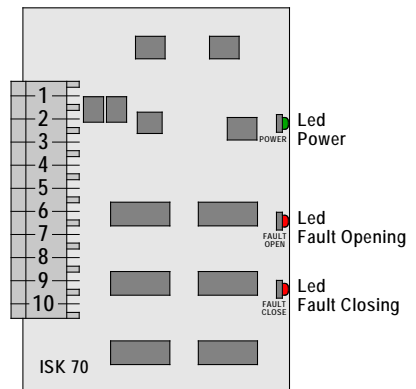 1
2
3
4
5
6
7
8
9
10
POWER
Led
Power
FAULT
OPEN
Led
Fault Opening
FAULT
CLOSE
Led
Fault Closing
ISK 70